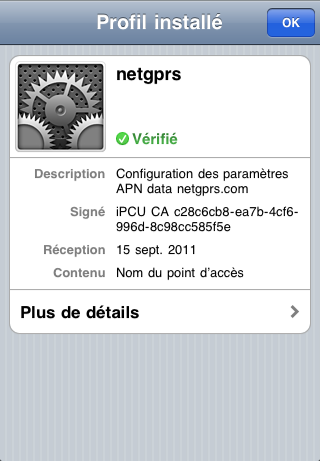 Profil installé
OK
netgprs
Vérifié
Description Configuration des paramètres
APN data netgprs.com
Signé iPCU CA c28c6cb8-ea7b-4cf6-
996d-8c98cc585f5e
Réception 15 sept. 2011
Contenu Nom du point d'accès
Plus de détails